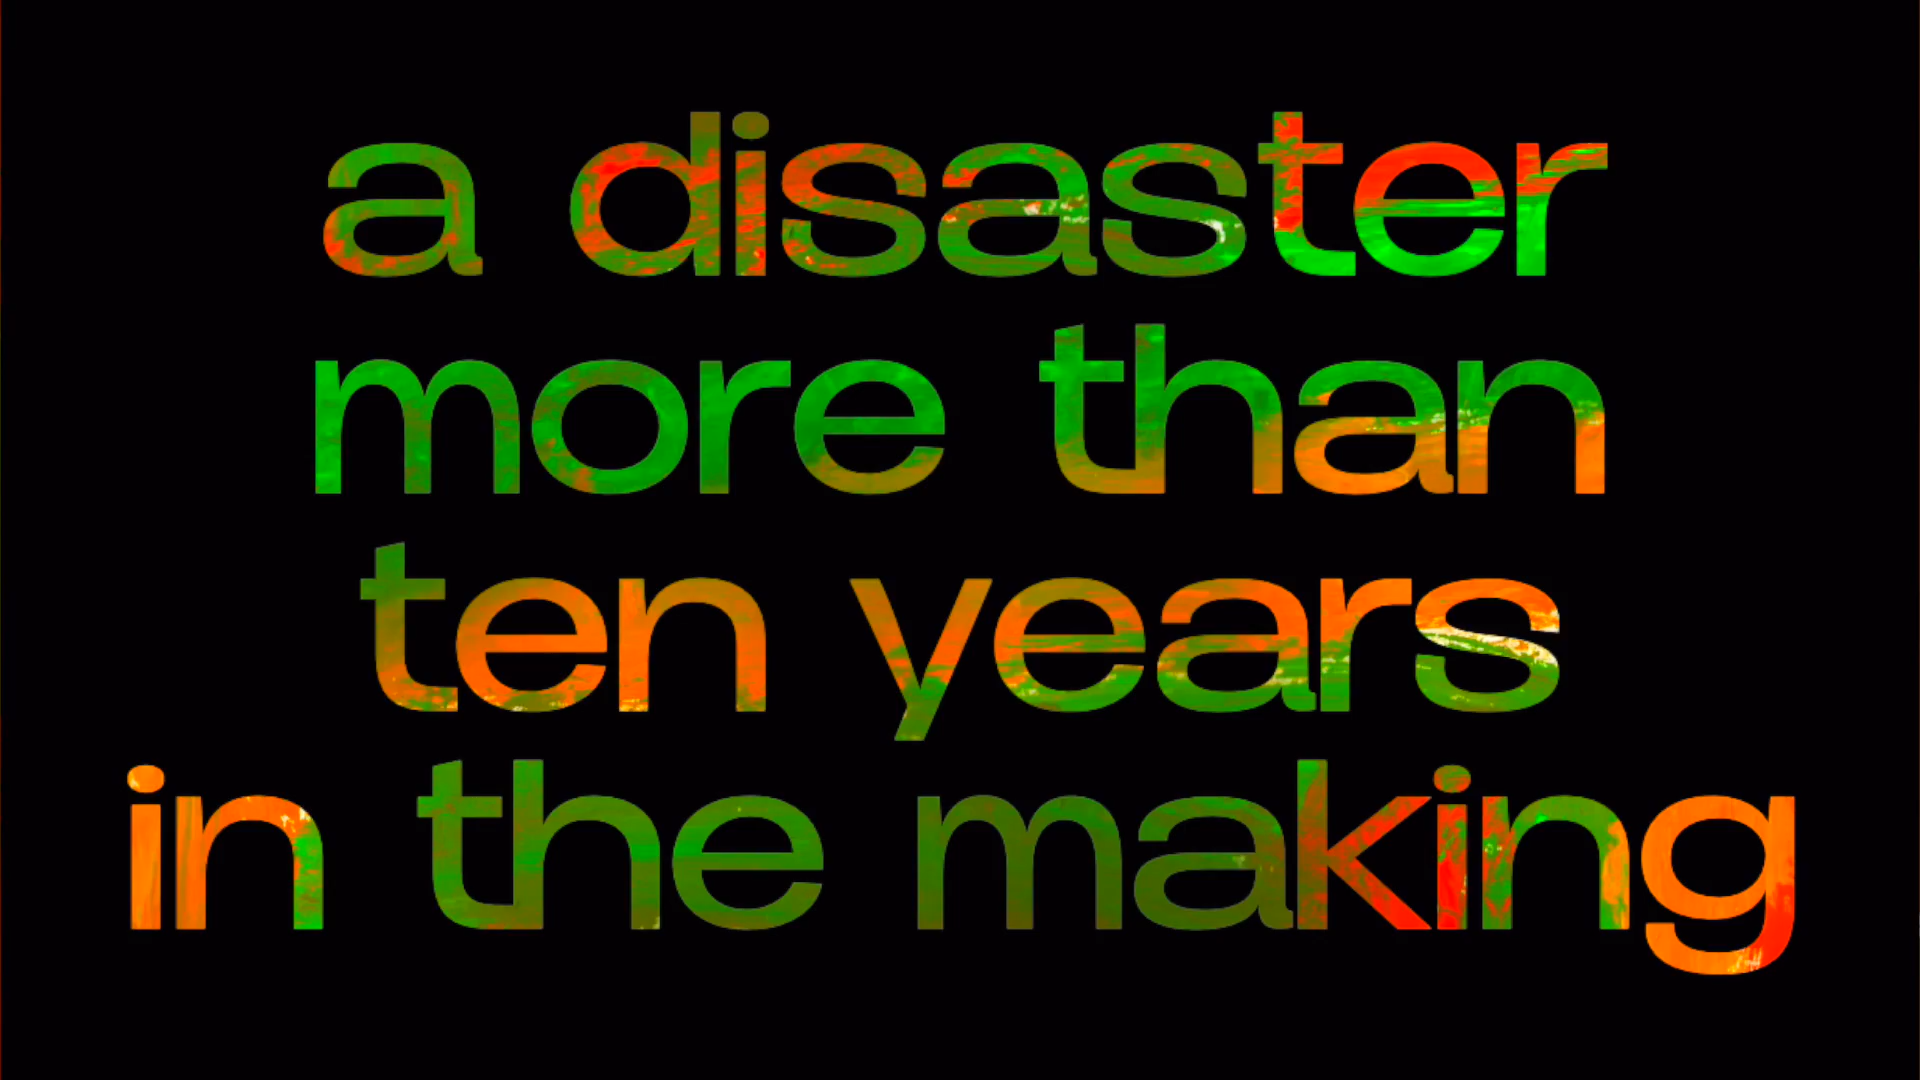 a disaster
more than
ten years
in the making